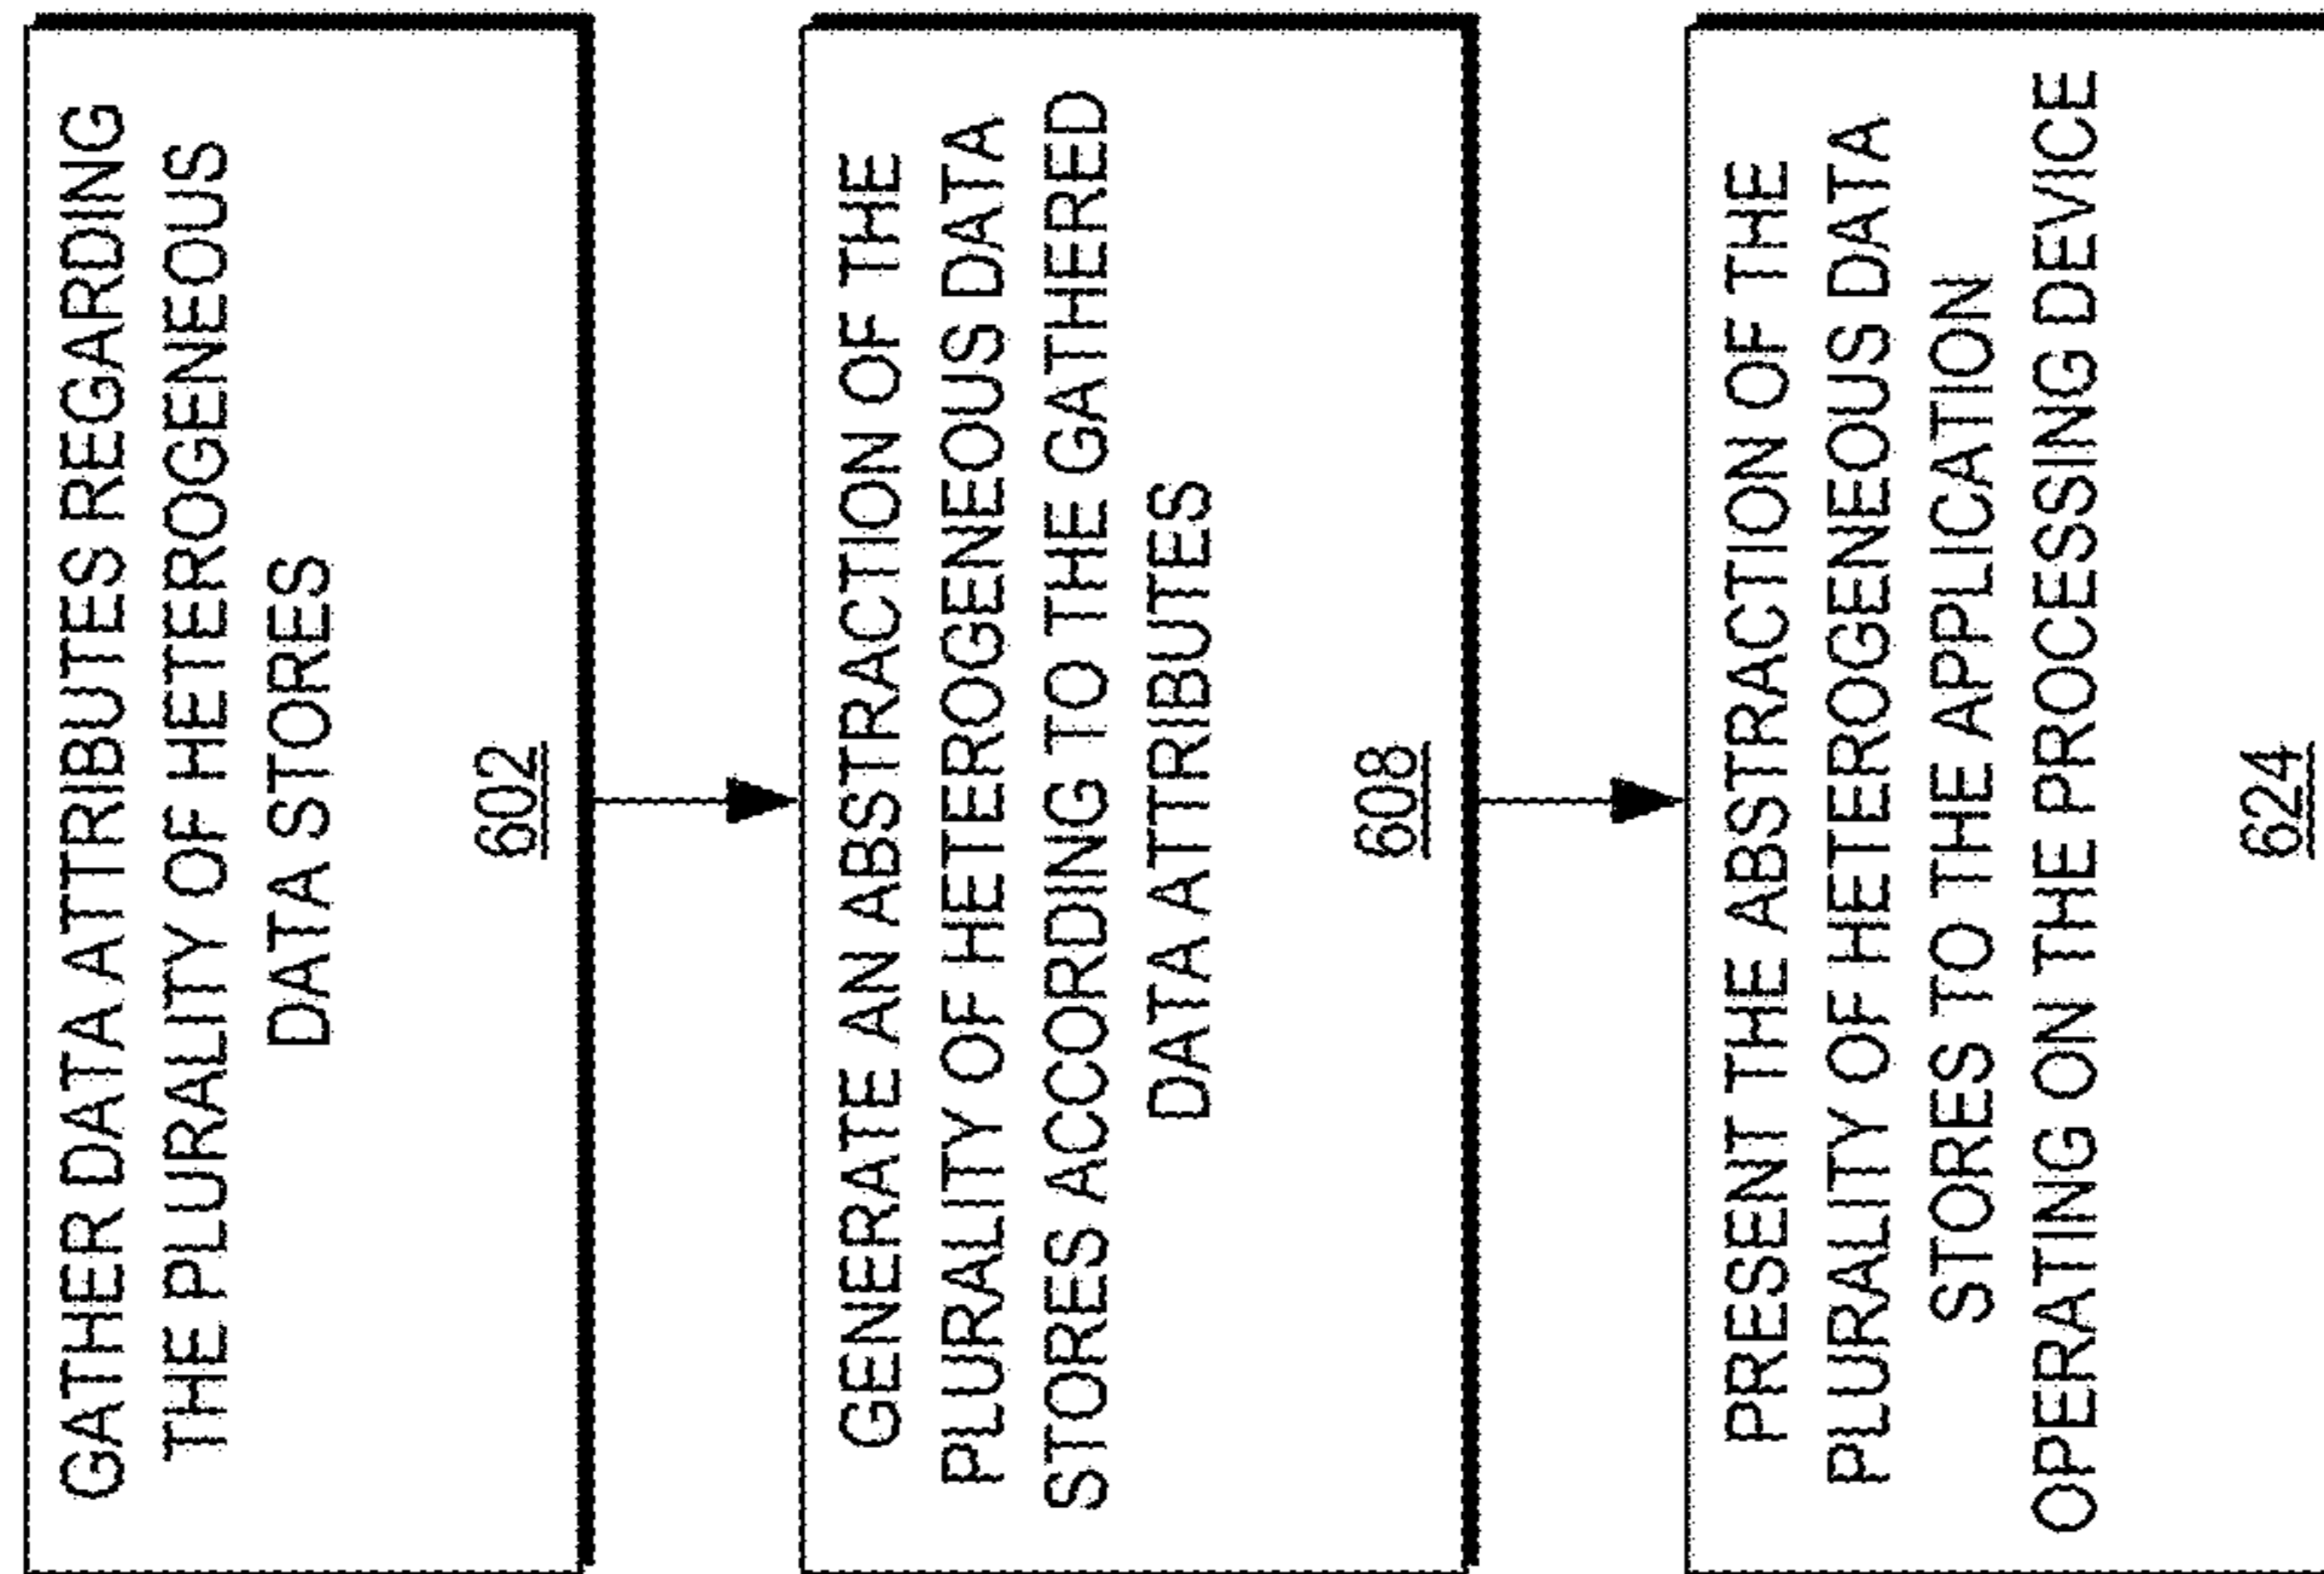 GATHER DATA ATTRIBUTES REGARDING
THE PLURALITY OF HETEROGENEOUS
DATA STORES
602
GENERATE AN ABSTRACTION OF THE
PLURALITY OF HETEROGENEOUS DATA
STORES ACCORDING TO THE GATHERED
DATA ATTRIBUTES
608
PRESENT THE ABSTRACTION OF THE
PLURALITY OF HETEROGENEOUS DATA
STORES TO THE APPLICATION
OPERATING ON THE PROCESSING DEVICE
624